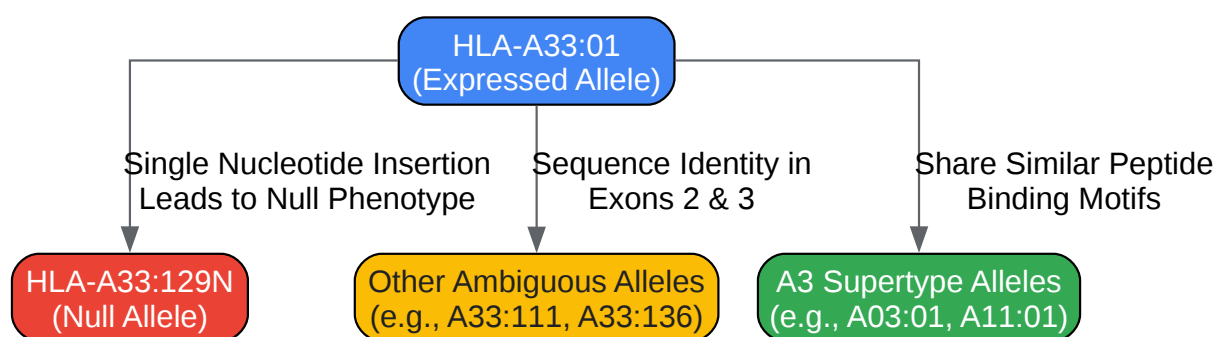 HLA-A33:01
(Expressed Allele)
Single Nucleotide Insertion
Leads to Null Phenotype
Sequence Identity in
Exons 2 & 3
Share Similar Peptide
Binding Motifs
HLA-A33:129N
(Null Allele)
Other Ambiguous Alleles
(e.g., A33:111, A33:136)
A3 Supertype Alleles
(e.g., A03:01, A11:01)